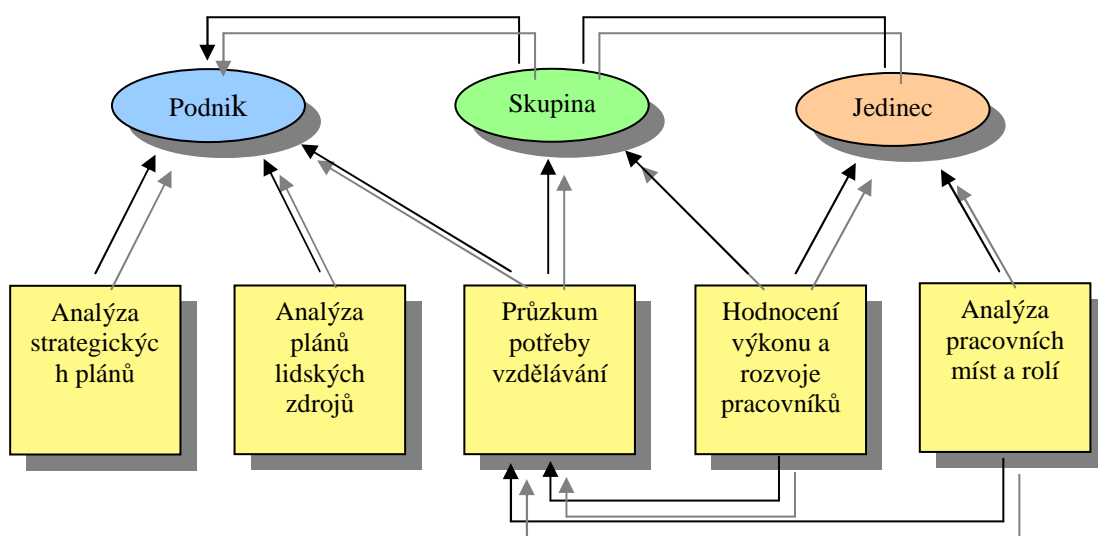 Podnik
Skupina
Jedinec
Analýza
strategickýc
h plánů
Analýza
plánů
lidských
zdrojů
Průzkum
potřeby
vzdělávání
Hodnocení
výkonu a
rozvoje
pracovníků
Analýza
pracovních
míst a rolí